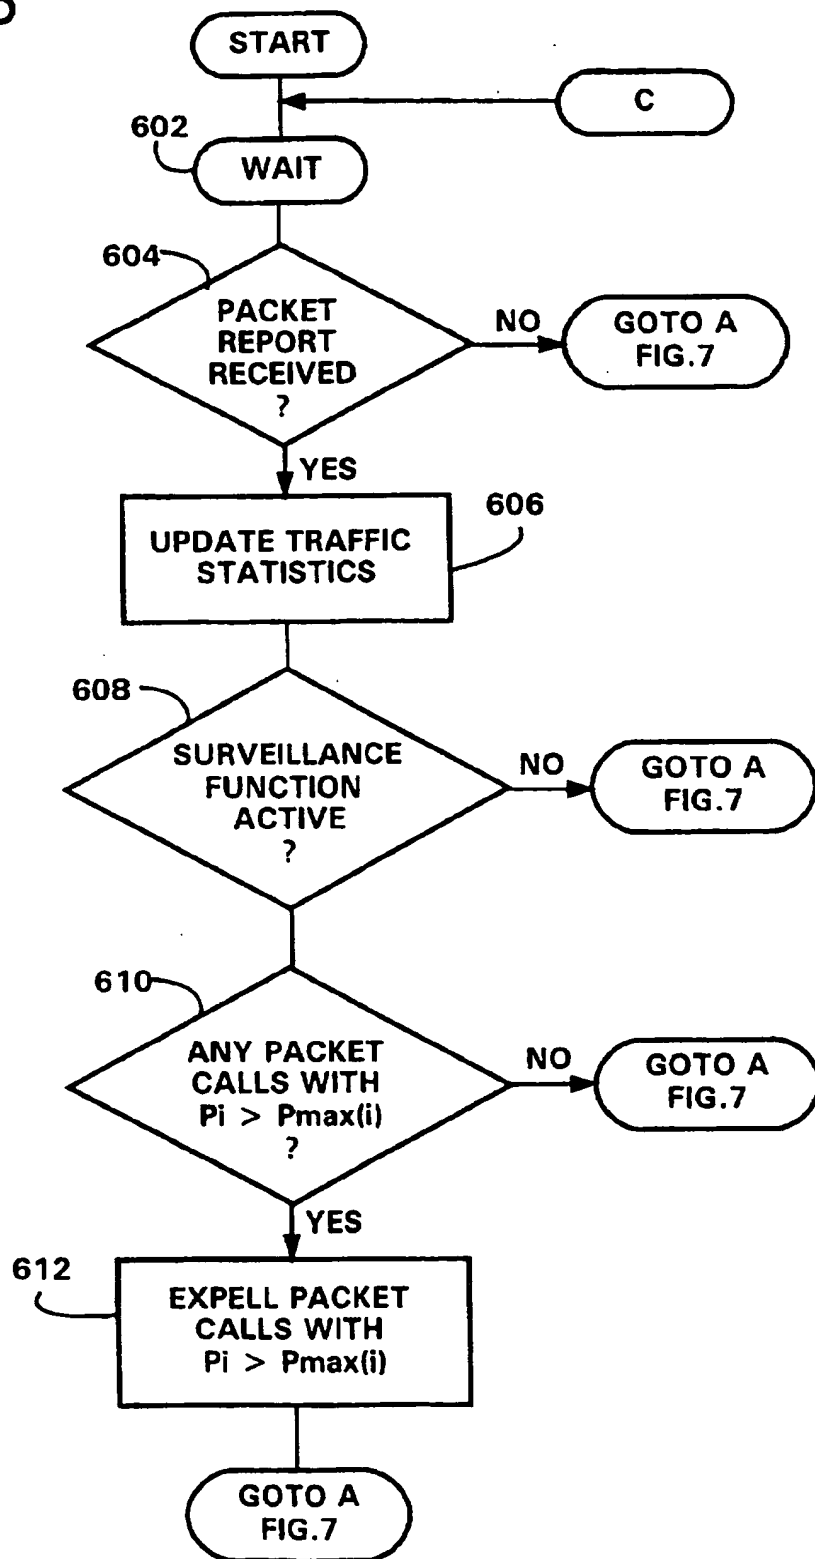 START
C
602
WAIT
604
PACKET
REPORT
RECEIVED
?
NO
GOTO A
FIG.7
YES
606
UPDATE TRAFFIC
STATISTICS
608
SURVEILLANCE
FUNCTION
ACTIVE
?
NO
GOTO A
FIG.7
610
ANY PACKET
CALLS WITH
Pi > Pmax(i)
?
NO
GOTO A
FIG.7
YES
612
EXPELL PACKET
CALLS WITH
Pi > Pmax(i)
GOTO A
FIG.7